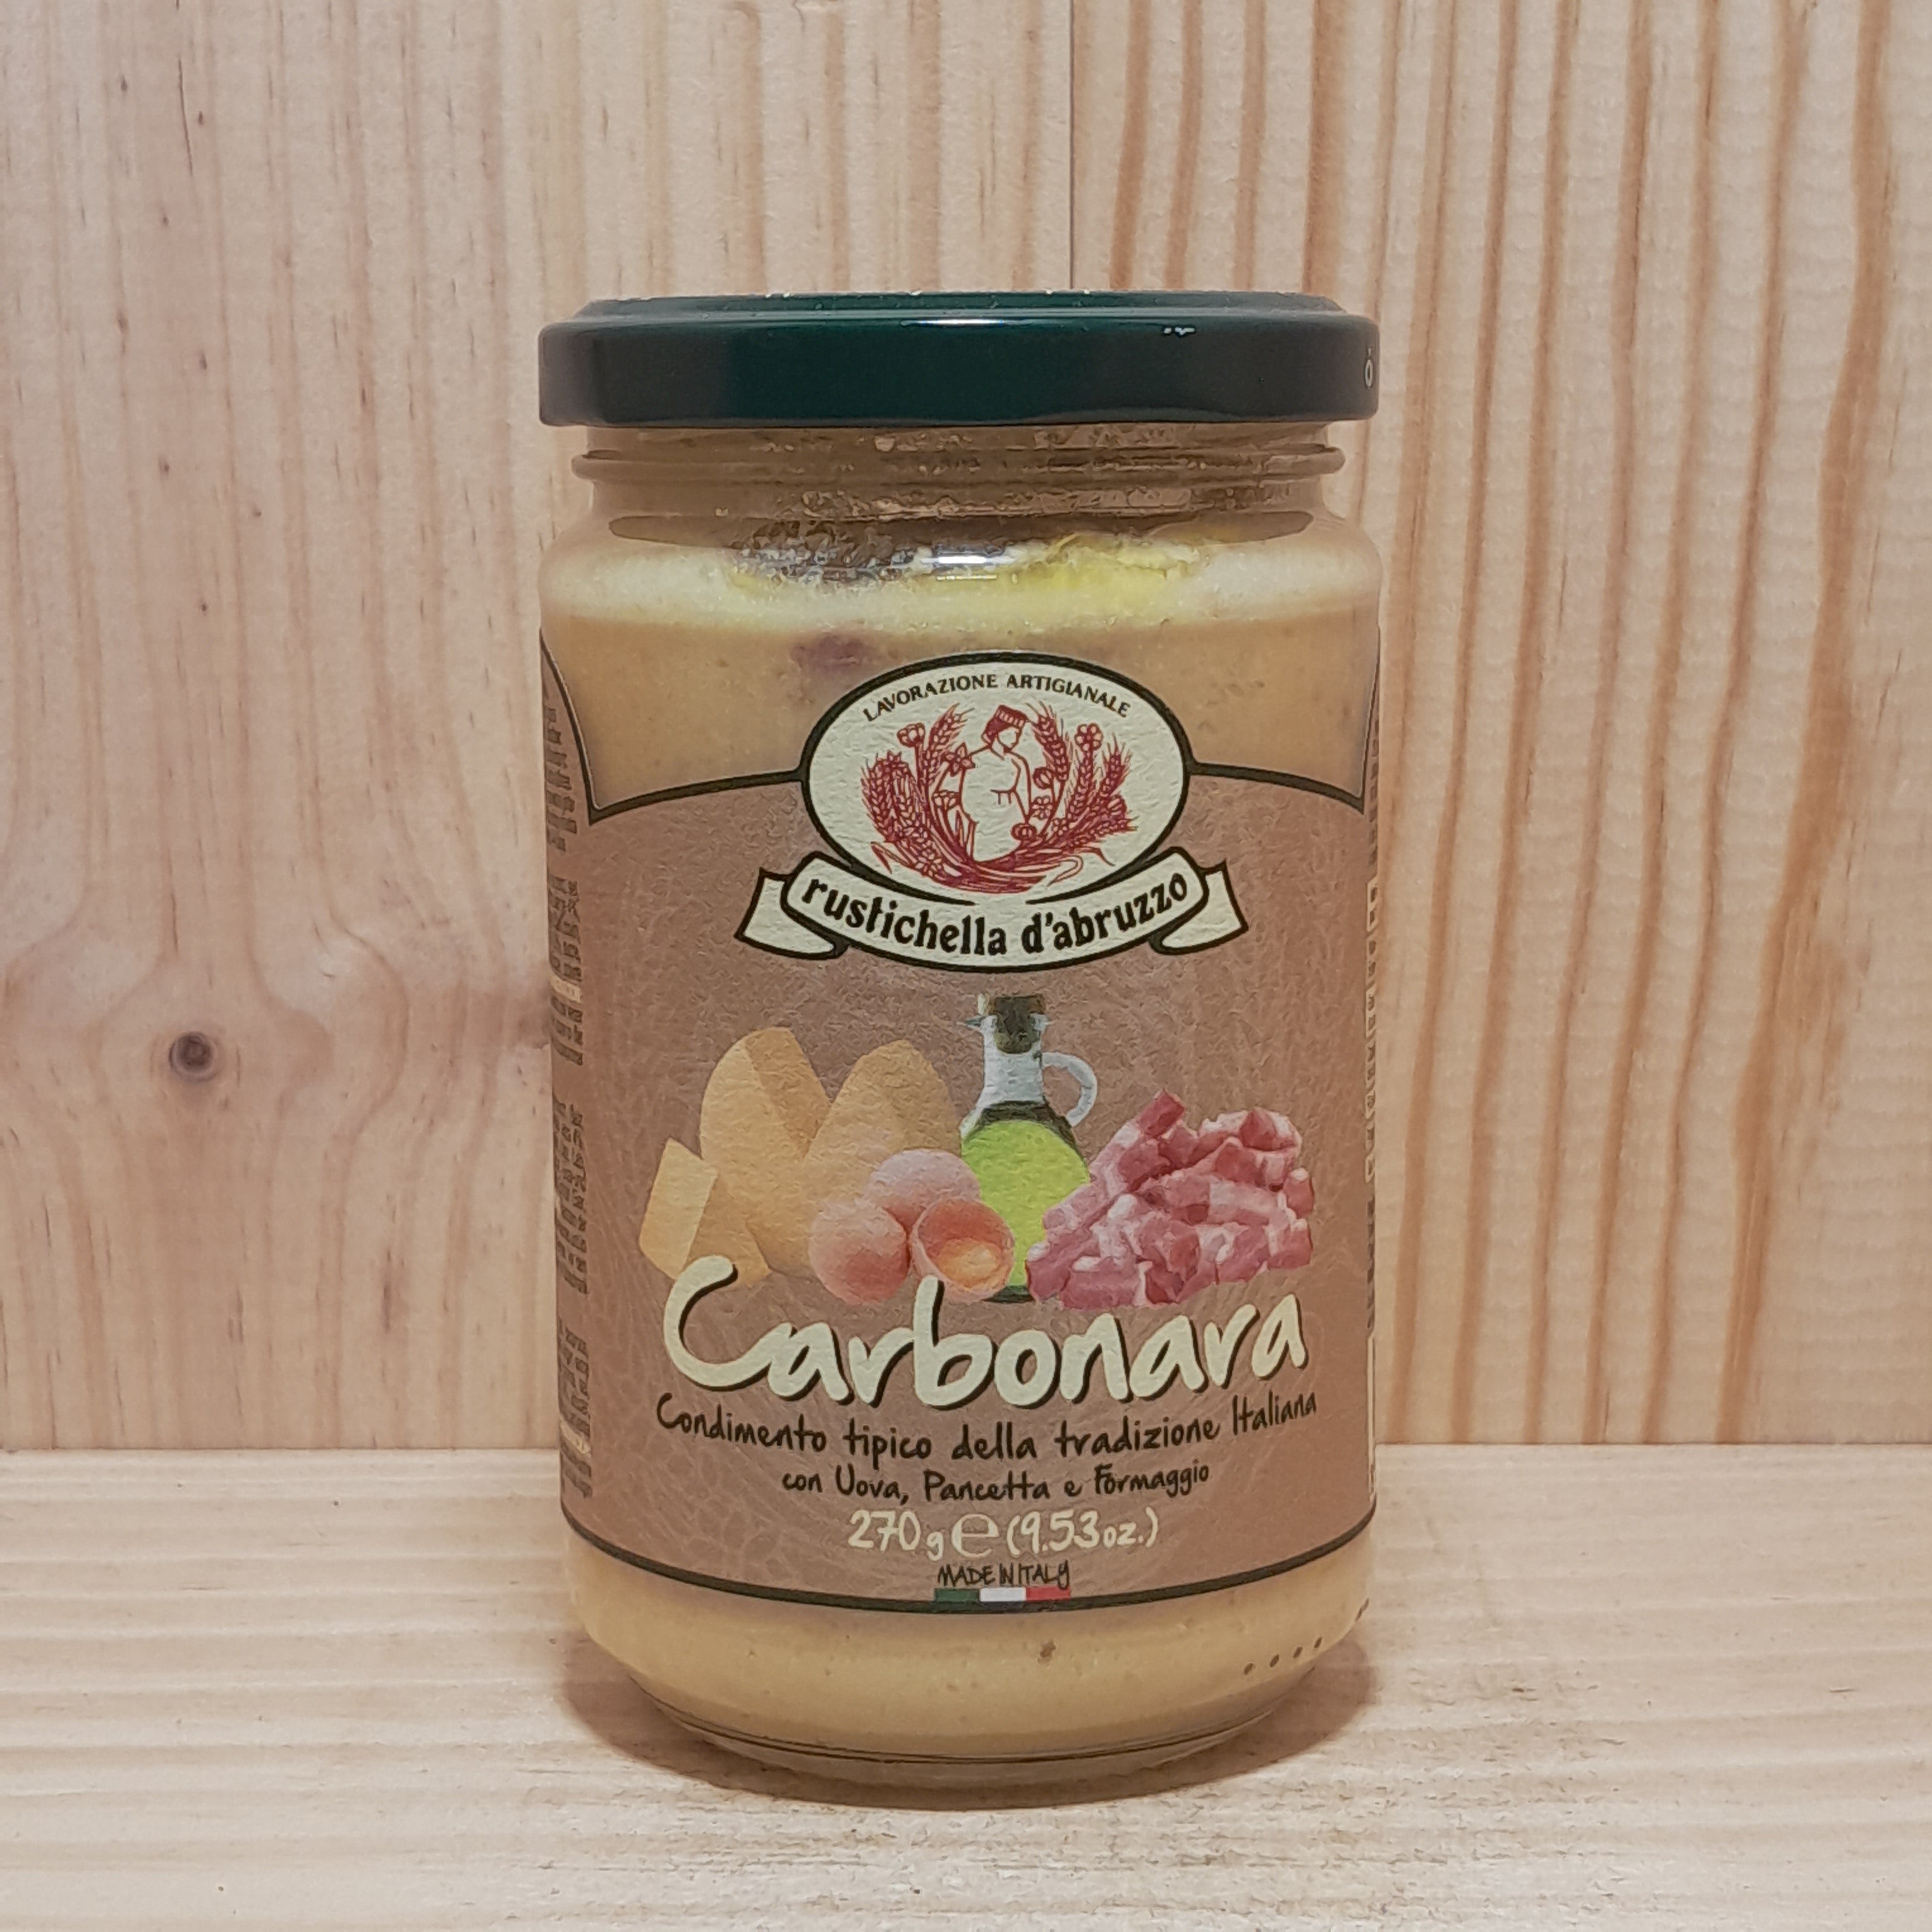 LAVORAZIONE ARTIGIANALE
rustichella d'abruzzo
Carbonara
Condimento tipico della tradizione Italiana
con Uova, Pancetta e Formaggio
270 g e (9.53 oz.)
MADE IN ITALY